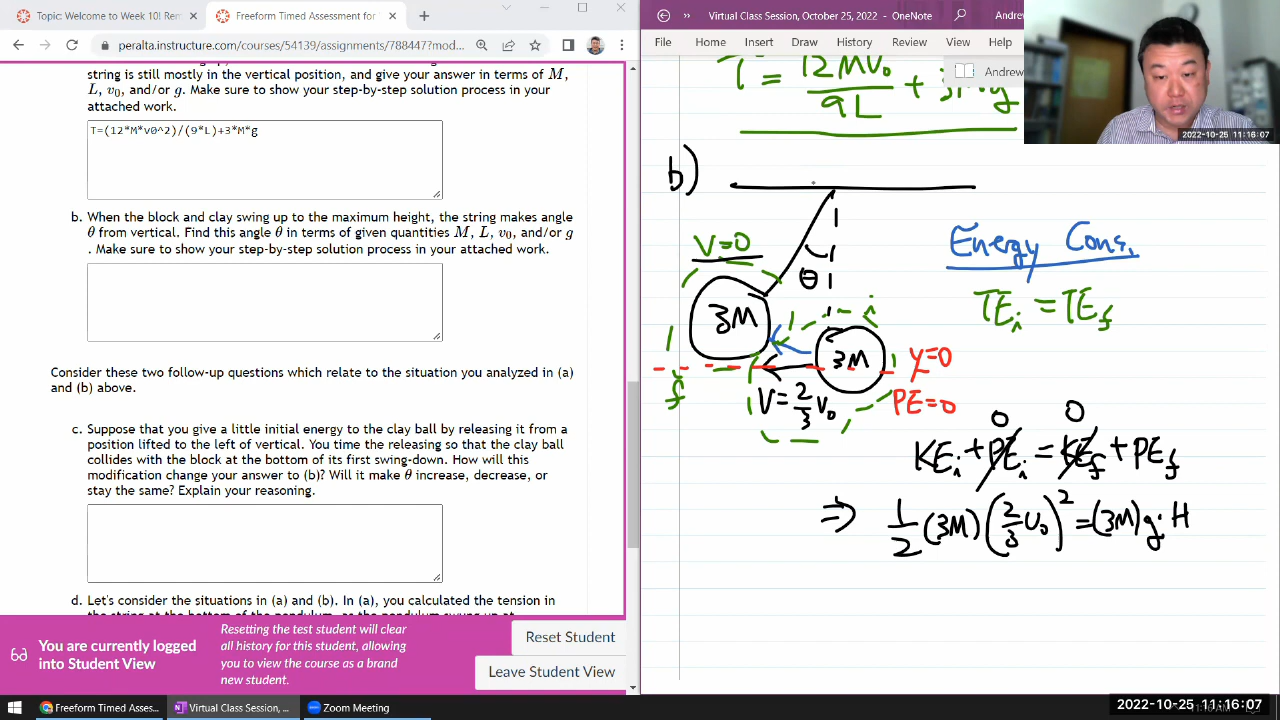 Topic: Welcome to Week 10! Rem
Freeform Timed Assessment for
peralta.instructure.com/courses/54139/assignments/788447?mod...
string is still mostly in the vertical position, and give your answer in terms of M,
L, v₀, and/or g. Make sure to show your step-by-step solution process in your
attached work.
T=(12*M*v0^2)/(9*L)+3*M*g
b. When the block and clay swing up to the maximum height, the string makes angle
θ from vertical. Find this angle θ in terms of given quantities M, L, v₀, and/or g
. Make sure to show your step-by-step solution process in your attached work.
Consider these follow-up questions which relate to the situation you analyzed in (a)
and (b) above.
c. Suppose that you give a little initial energy to the clay ball by releasing it from a
position lifted to the left of vertical. You time the releasing so that the clay ball
collides with the block at the bottom of its first swing-down. How will this
modification change your answer to (b)? Will it make θ increase, decrease, or
stay the same? Explain your reasoning.
d. Let's consider the situations in (a) and (b). In (a), you calculated the tension in
You are currently logged
into Student View
Resetting the test student will clear
all history for this student, allowing
you to view the course as a brand
new student.
Reset Student
Leave Student View
Virtual Class Session, October 25, 2022 - OneNote
Andrew
File Home Insert Draw History Review View Help
Andrew
T = 12MV₀ / 9L + 3Mg
b)
V=0
θ
3M
3M
i
f
V = 2/3 v₀
y=0
PE=0
Energy Cons.
TEi = TEf
0 0
KEi + PEi = KEf + PEf
⇒ 1/2 (3M) (2/3 v₀)² = (3M) g · H
2022-10-25 11:16:07
Freeform Timed Asses...
Virtual Class Session, ...
Zoom Meeting
2022-10-25 11:16:07